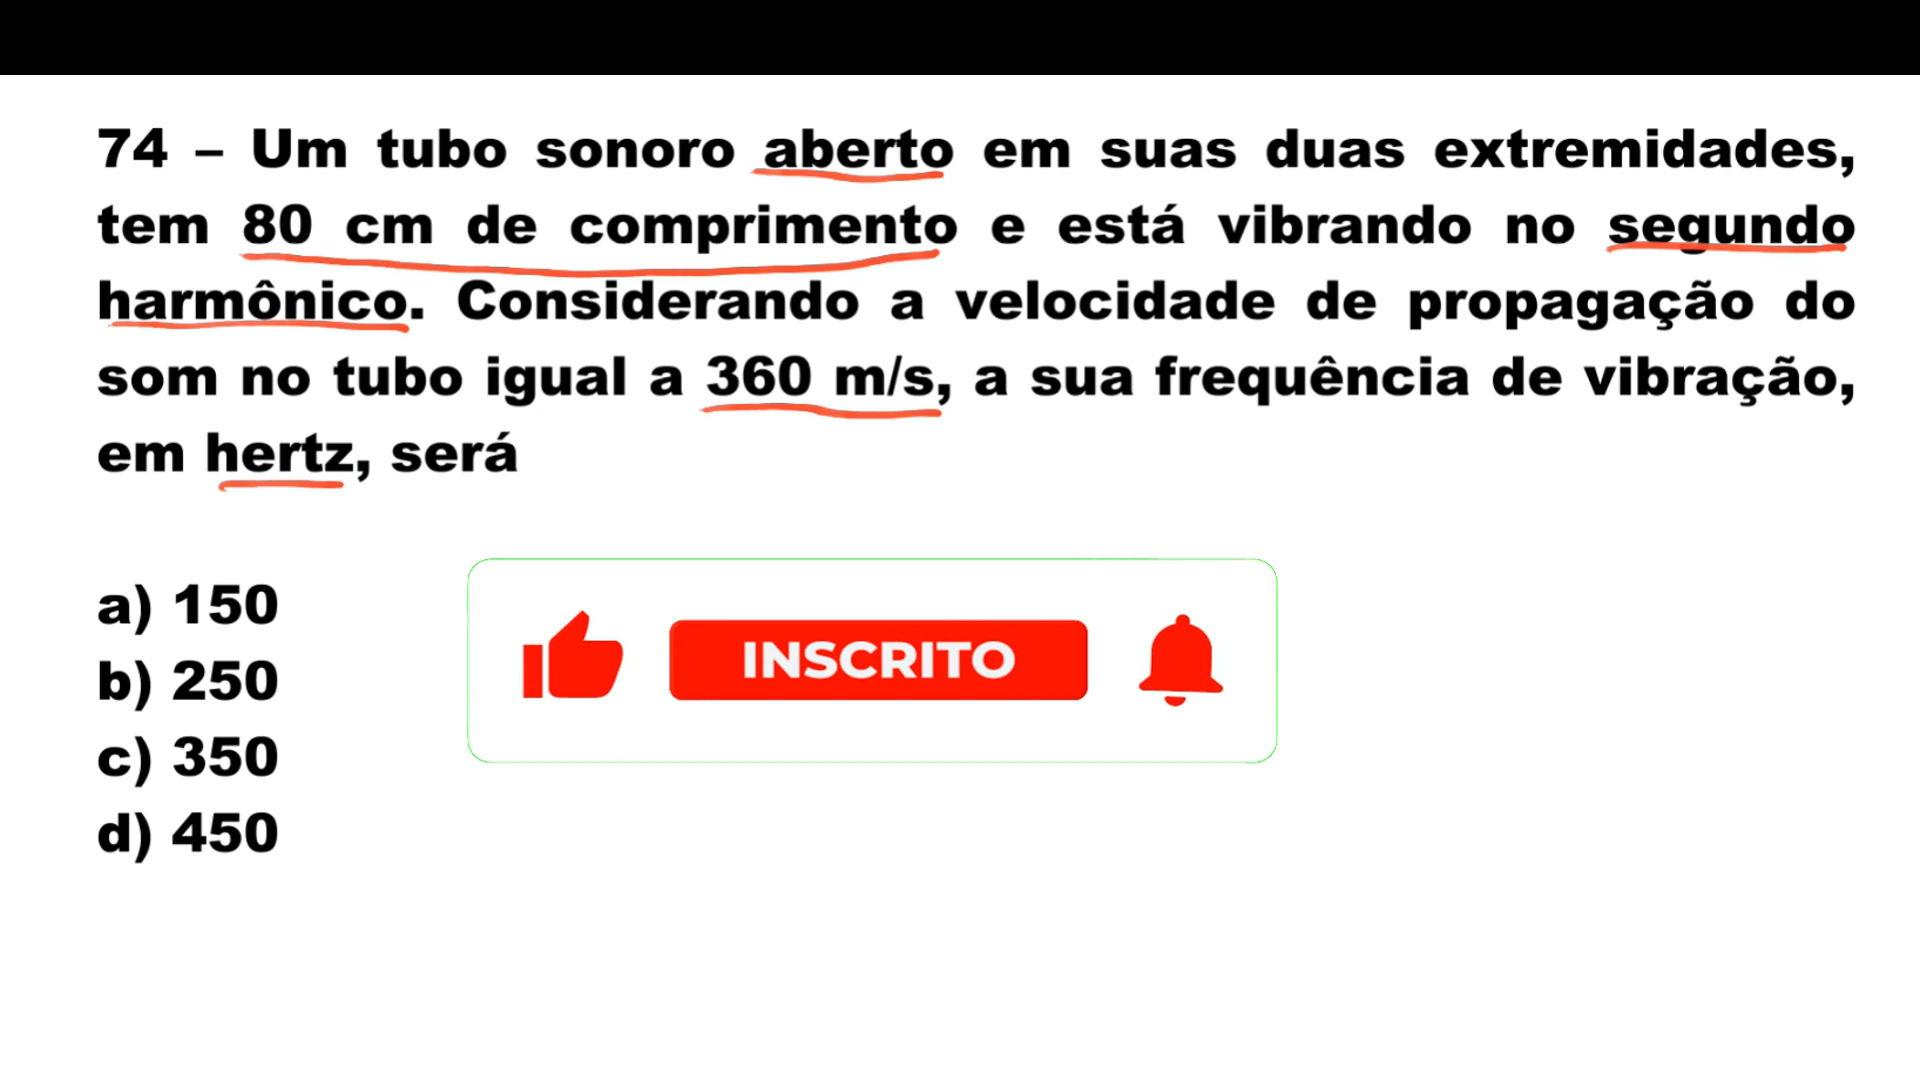 74 – Um tubo sonoro aberto em suas duas extremidades,
tem 80 cm de comprimento e está vibrando no segundo
harmônico. Considerando a velocidade de propagação do
som no tubo igual a 360 m/s, a sua frequência de vibração,
em hertz, será
a) 150
b) 250
c) 350
d) 450
INSCRITO